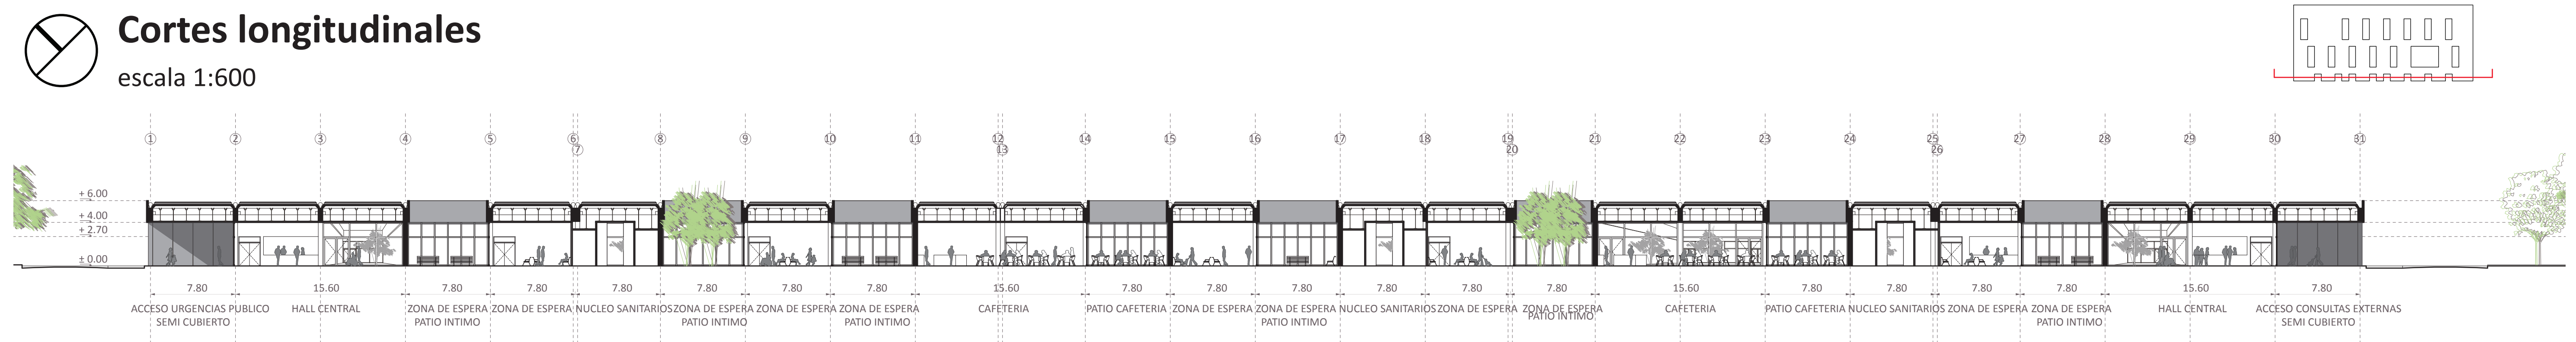 Cortes longitudinales
escala 1:600
1 2 3 4 5 6 7 8 9 10 11 12 13 14 15 16 17 18 19 20 21 22 23 24 25 26 27 28 29 30 31
+ 6.00
+ 4.00
+ 2.70
± 0.00
7.80 15.60 7.80 7.80 7.80 7.80 7.80 7.80 15.60 7.80 7.80 7.80 7.80 7.80 7.80 15.60 7.80 7.80 7.80 7.80 15.60 7.80
ACCESO URGENCIAS PUBLICO HALL CENTRAL ZONA DE ESPERA ZONA DE ESPERA NUCLEO SANITARIOS ZONA DE ESPERA ZONA DE ESPERA ZONA DE ESPERA CAFETERIA PATIO CAFETERIA ZONA DE ESPERA ZONA DE ESPERA NUCLEO SANITARIOS ZONA DE ESPERA ZONA DE ESPERA CAFETERIA PATIO CAFETERIA NUCLEO SANITARIOS ZONA DE ESPERA ZONA DE ESPERA HALL CENTRAL ACCESO CONSULTAS EXTERNAS
SEMI CUBIERTO PATIO INTIMO PATIO INTIMO PATIO INTIMO PATIO INTIMO PATIO INTIMO PATIO INTIMO SEMI CUBIERTO